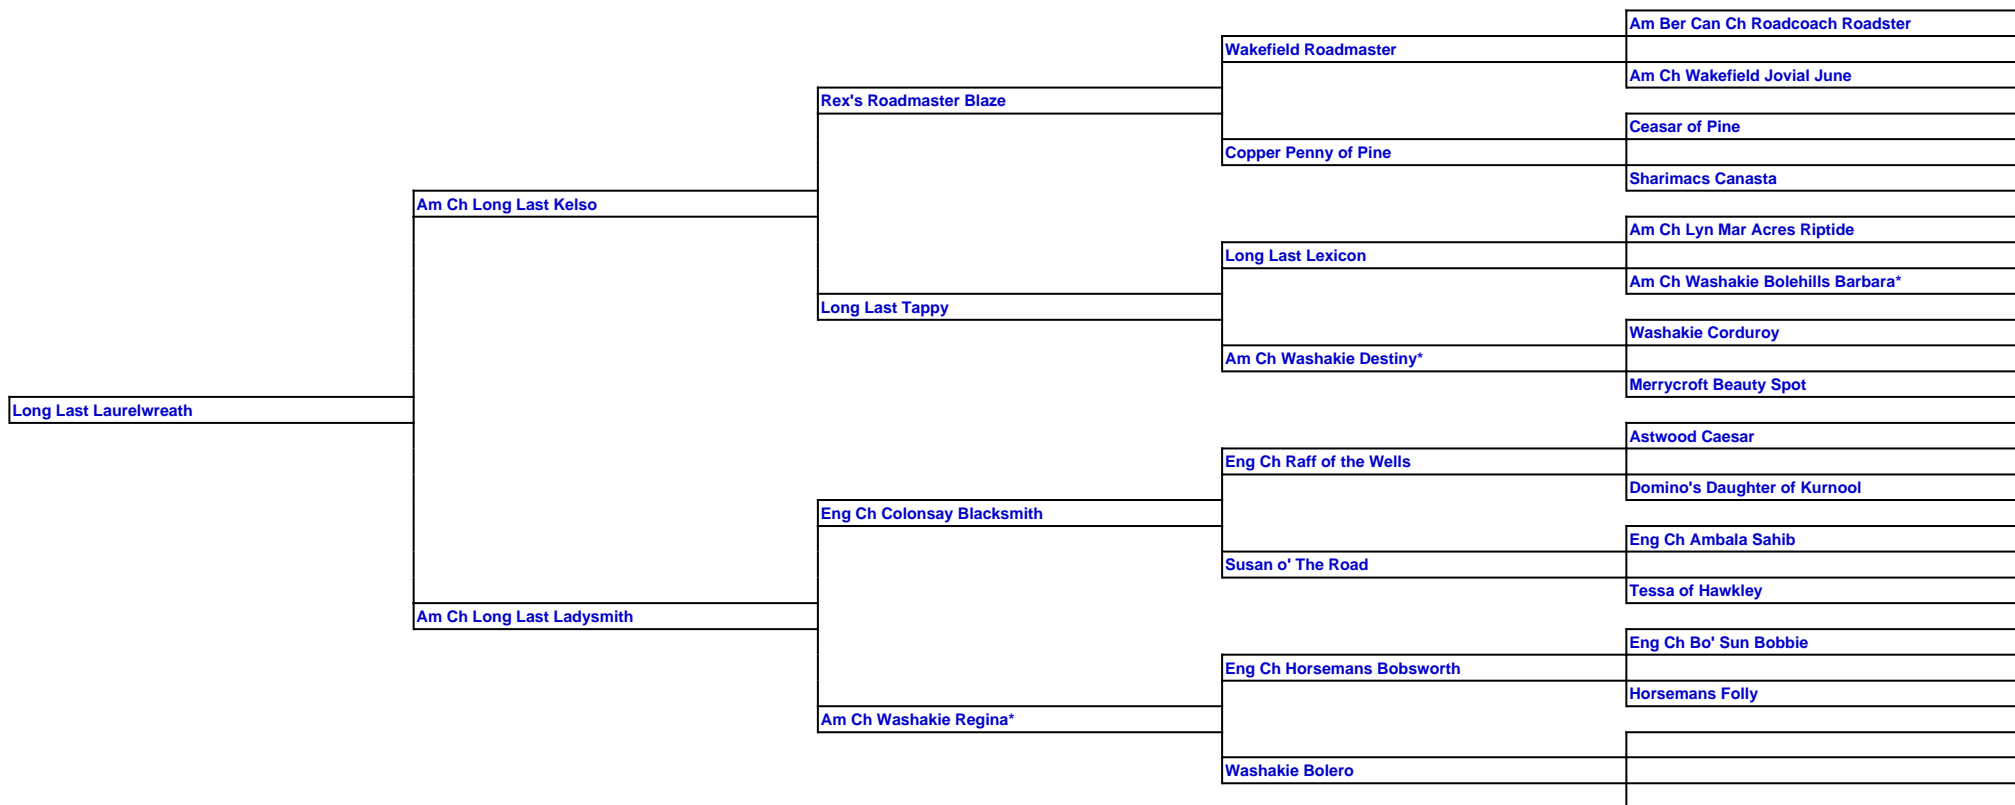 Am Ber Can Ch Roadcoach Roadster
Wakefield Roadmaster
Am Ch Wakefield Jovial June
Rex's Roadmaster Blaze
Ceasar of Pine
Copper Penny of Pine
Sharimacs Canasta
Am Ch Long Last Kelso
Am Ch Lyn Mar Acres Riptide
Long Last Lexicon
Am Ch Washakie Bolehills Barbara*
Long Last Tappy
Washakie Corduroy
Am Ch Washakie Destiny*
Merrycroft Beauty Spot
Long Last Laurelwreath
Astwood Caesar
Eng Ch Raff of the Wells
Domino's Daughter of Kurnool
Eng Ch Colonsay Blacksmith
Eng Ch Ambala Sahib
Susan o' The Road
Tessa of Hawkley
Am Ch Long Last Ladysmith
Eng Ch Bo' Sun Bobbie
Eng Ch Horsemans Bobsworth
Horsemans Folly
Am Ch Washakie Regina*
Washakie Bolero